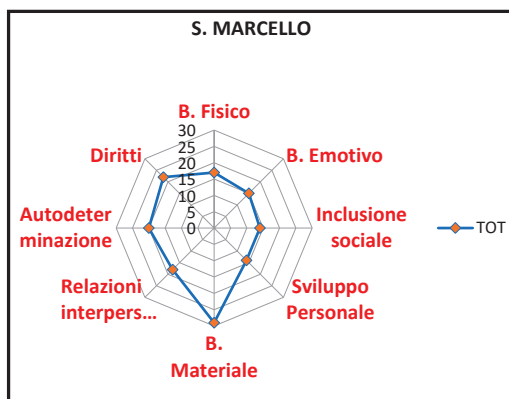 S. MARCELLO
B. Fisico
30
25
20
15
10
5
0
Diritti
B. Emotivo
Autodeter
minazione
Inclusione
sociale
TOT
Relazioni
interpers...
Sviluppo
Personale
B.
Materiale